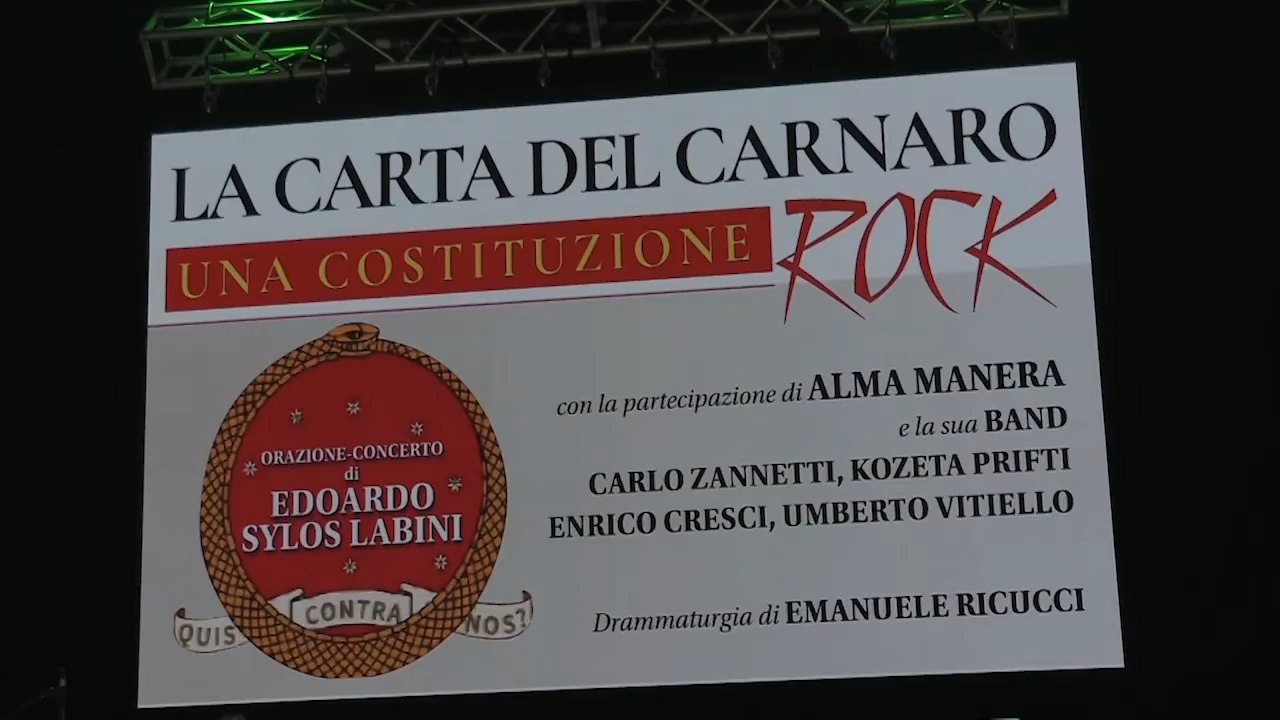 LA CARTA DEL CARNARO
UNA COSTITUZIONE ROCK
ORAZIONE-CONCERTO
di
EDOARDO
SYLOS LABINI
QUIS CONTRA NOS?
con la partecipazione di ALMA MANERA
e la sua BAND
CARLO ZANNETTI, KOZETA PRIFTI
ENRICO CRESCI, UMBERTO VITIELLO
Drammaturgia di EMANUELE RICUCCI